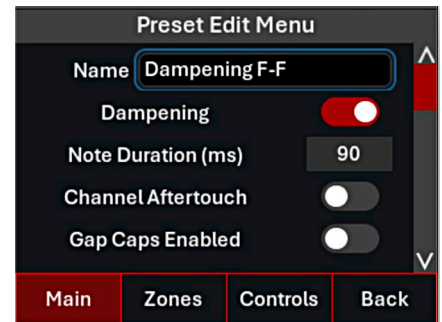 Preset Edit Menu
Name Dampening F-F
Dampening
Note Duration (ms) 90
Channel Aftertouch
Gap Caps Enabled
Main Zones Controls Back